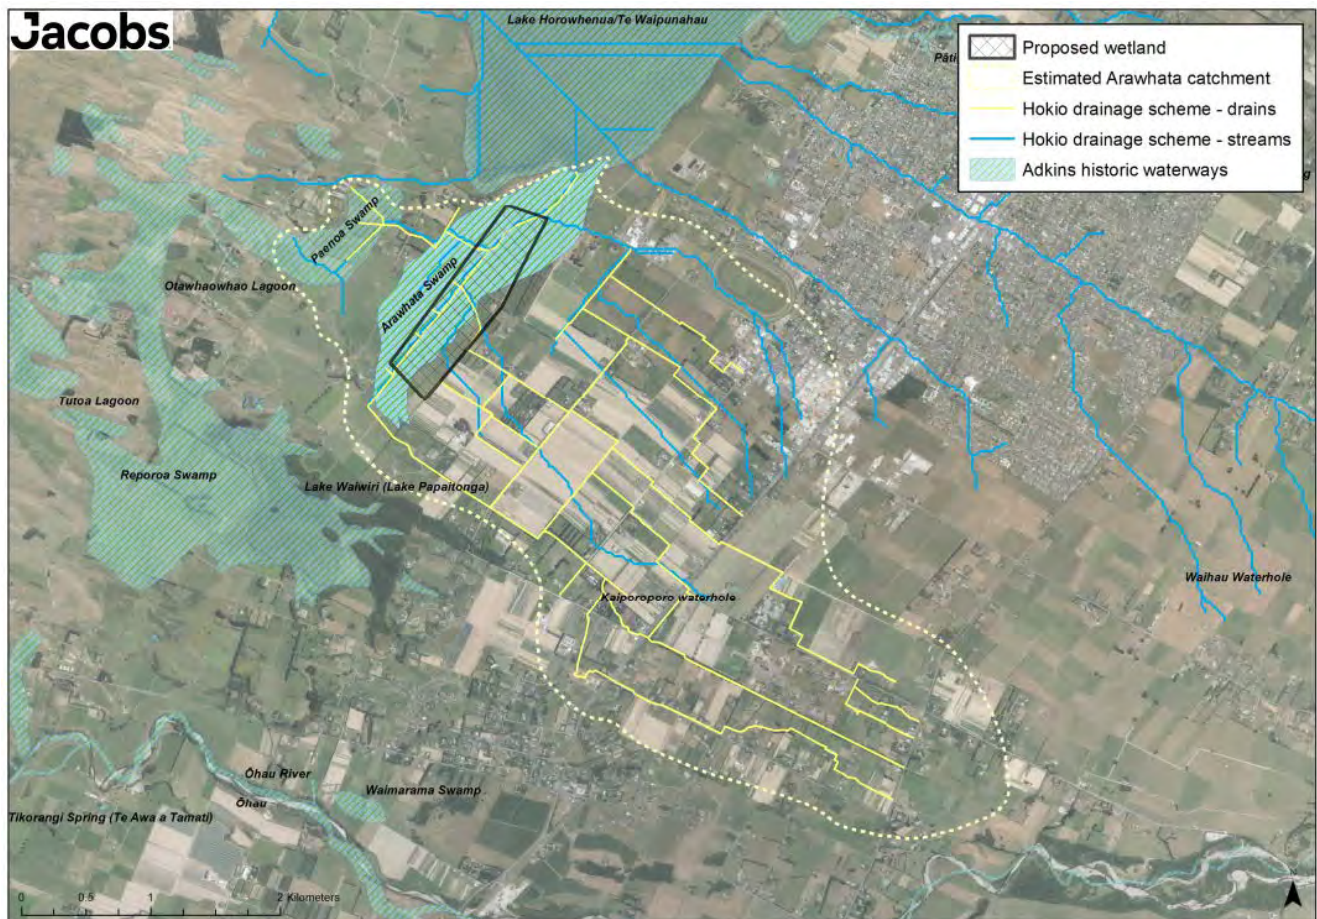 Jacobs
Lake Horowhenua/Te Waipunahau
Proposed wetland
Estimated Arawhata catchment
Hokio drainage scheme - drains
Hokio drainage scheme - streams
Adkins historic waterways
Paenoa Swamp
Arawhata Swamp
Otawhaowhao Lagoon
Tutoa Lagoon
Reporoa Swamp
Lake Waiwiri (Lake Papaitonga)
Waihau Waterhole
Kaiporoporo waterhole
Ōhau River
Ōhau
Waimarama Swamp
Tikorangi Spring (Te Awa a Tamati)
0 0.5 1 2 Kilometers